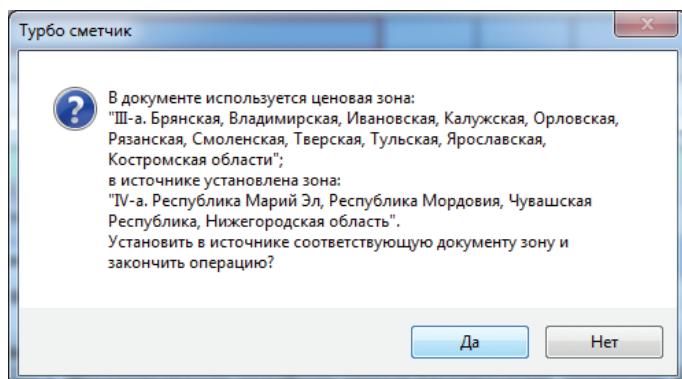 Турбо сметчик
В документе используется ценовая зона:
"III-а. Брянская, Владимирская, Ивановская, Калужская, Орловская,
Рязанская, Смоленская, Тверская, Тульская, Ярославская,
Костромская области";
в источнике установлена зона:
"IV-а. Республика Марий Эл, Республика Мордовия, Чувашская
Республика, Нижегородская область".
Установить в источнике соответствующую документу зону и
закончить операцию?
Да
Нет